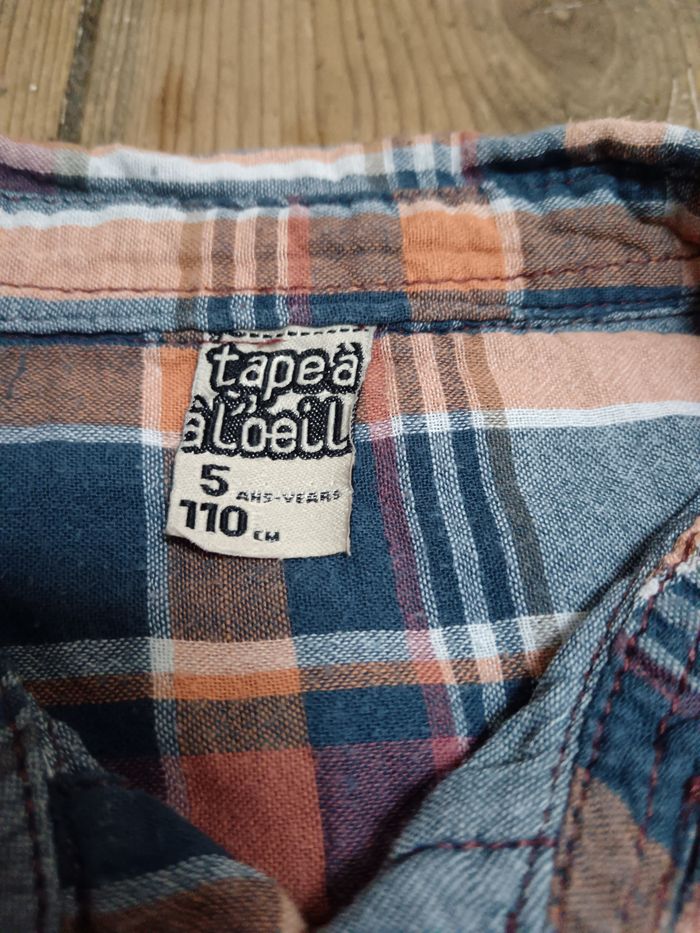 tape à
à l'oeil
5 ANS-YEARS
110 CM